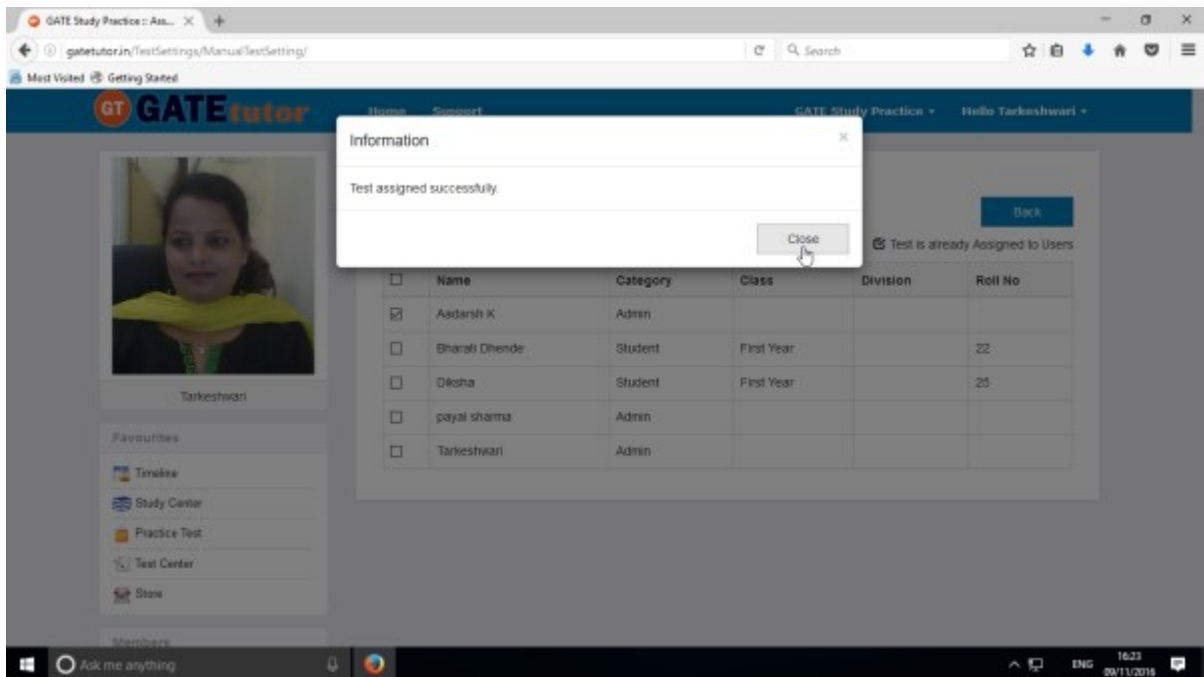 GATE Study Practice :: Ass...
gatetutor.in/TestSettings/ManualTestSetting/
Search
Most Visited Getting Started
GT GATEtutor Home Support GATE Study Practice Hello Tarkeshwari
Information
Test assigned successfully.
Close
Back
Test is already Assigned to Users
Name Category Class Division Roll No
Aadarsh K Admin
Bharati Dhende Student First Year 22
Diksha Student First Year 25
payal sharma Admin
Tarkeshwari Admin
Tarkeshwari
Favourites
Timeline
Study Center
Practice Test
Test Center
Store
Members
Ask me anything
ENG
16:23
09/11/2016